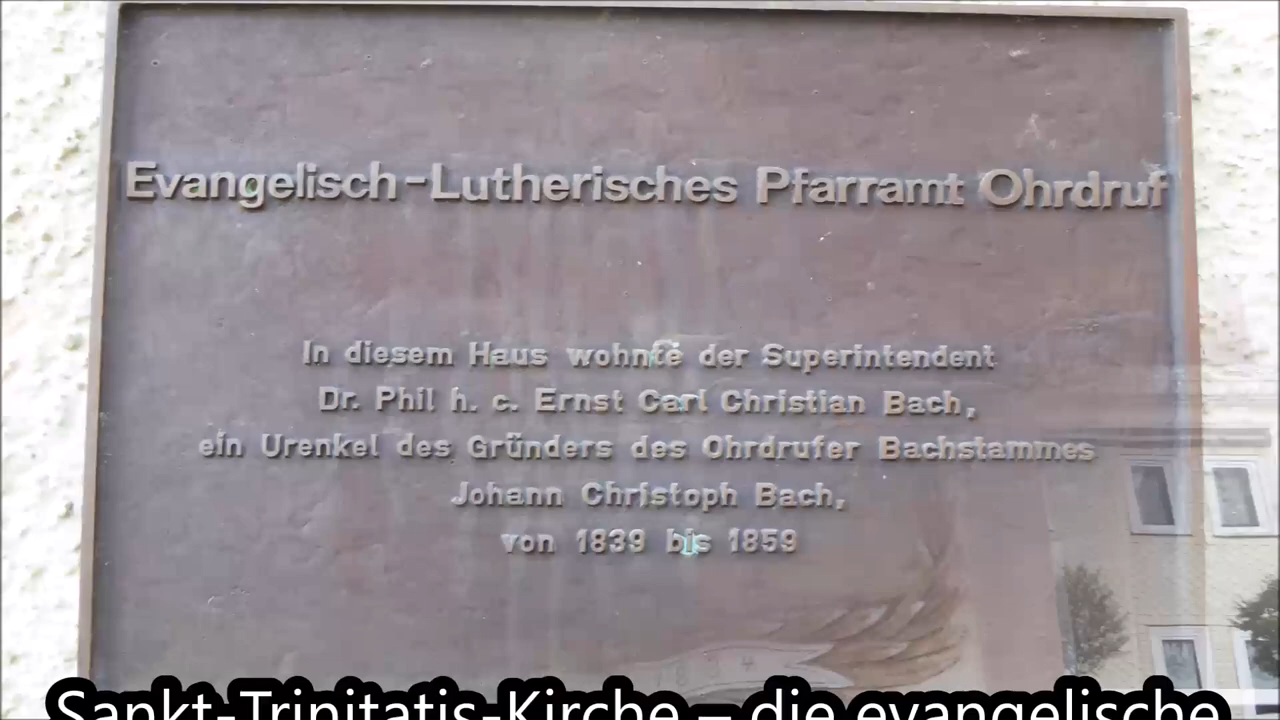 Evangelisch-Lutherisches Pfarramt Ohrdruf
In diesem Haus wohnte der Superintendent
Dr. Phil h. c. Ernst Carl Christian Bach,
ein Urenkel des Gründers des Ohrdrufer Bachstammes
Johann Christoph Bach,
von 1839 bis 1859
Sankt-Trinitatis-Kirche – die evangelische